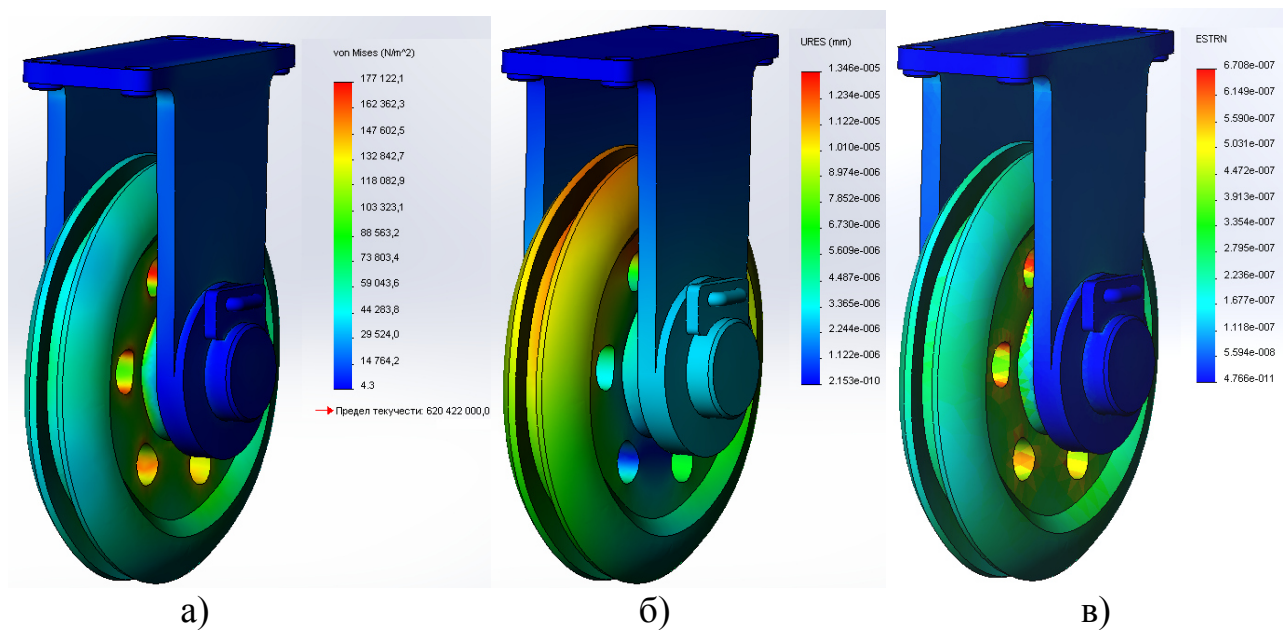 von Mises (N/m^2)
177 122,1
162 362,3
147 602,5
132 842,7
118 082,9
103 323,1
88 563,2
73 803,4
59 043,6
44 283,8
29 524,0
14 764,2
4.3
Предел текучести: 620 422 000,0
URES (mm)
1.346e-005
1.234e-005
1.122e-005
1.010e-005
8.974e-006
7.852e-006
6.730e-006
5.609e-006
4.487e-006
3.365e-006
2.244e-006
1.122e-006
2.153e-010
ESTRN
6.708e-007
6.149e-007
5.590e-007
5.031e-007
4.472e-007
3.913e-007
3.354e-007
2.795e-007
2.236e-007
1.677e-007
1.118e-007
5.594e-008
4.766e-011
а)
б)
в)